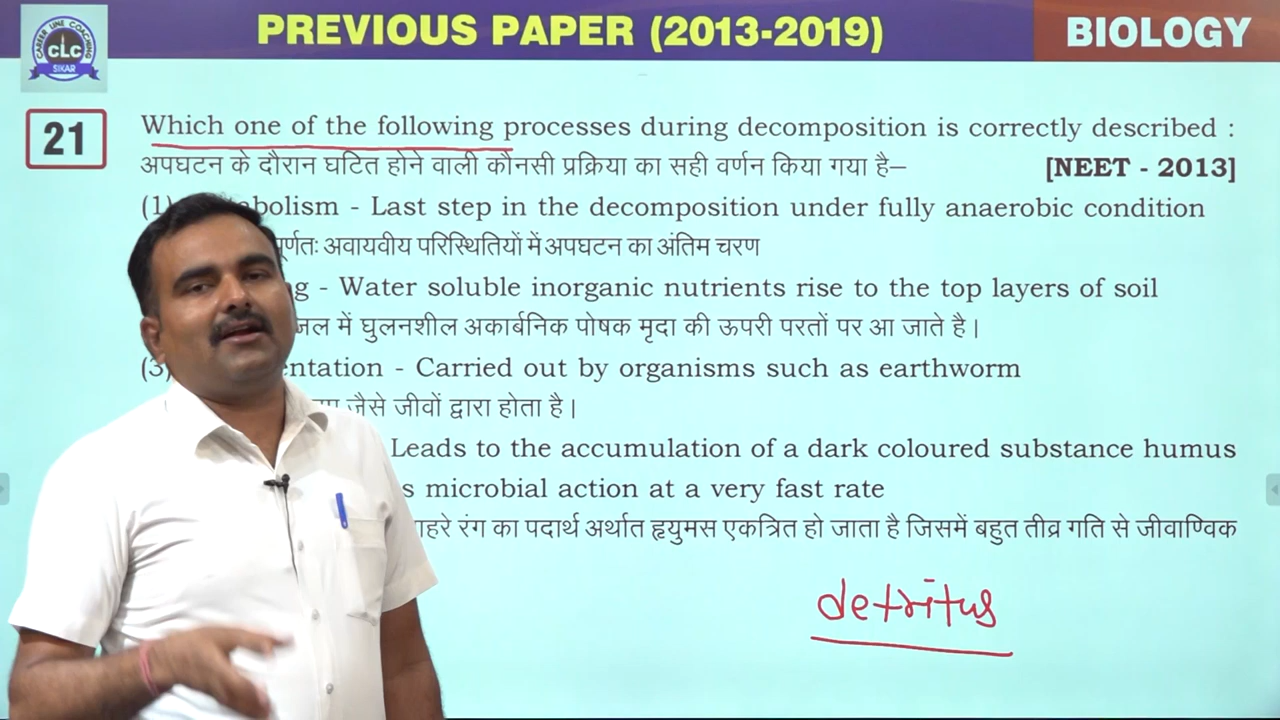 PREVIOUS PAPER (2013-2019)
BIOLOGY
CAREER LINE COACHING
CLC
SIKAR
21
Which one of the following processes during decomposition is correctly described :
अपघटन के दौरान घटित होने वाली कौनसी प्रक्रिया का सही वर्णन किया गया है–
[NEET - 2013]
(1) abolism - Last step in the decomposition under fully anaerobic condition
पूर्णतः अवायवीय परिस्थितियों में अपघटन का अंतिम चरण
ng - Water soluble inorganic nutrients rise to the top layers of soil
जल में घुलनशील अकार्बनिक पोषक मृदा की ऊपरी परतों पर आ जाते है।
(3) entation - Carried out by organisms such as earthworm
जैसे जीवों द्वारा होता है।
Leads to the accumulation of a dark coloured substance humus
s microbial action at a very fast rate
गहरे रंग का पदार्थ अर्थात ह्युमस एकत्रित हो जाता है जिसमें बहुत तीव्र गति से जीवाण्विक
detritus